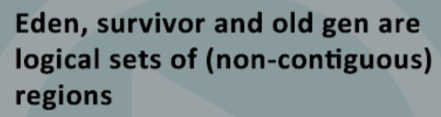 Eden, survivor and old gen are
logical sets of (non-contiguous)
regions